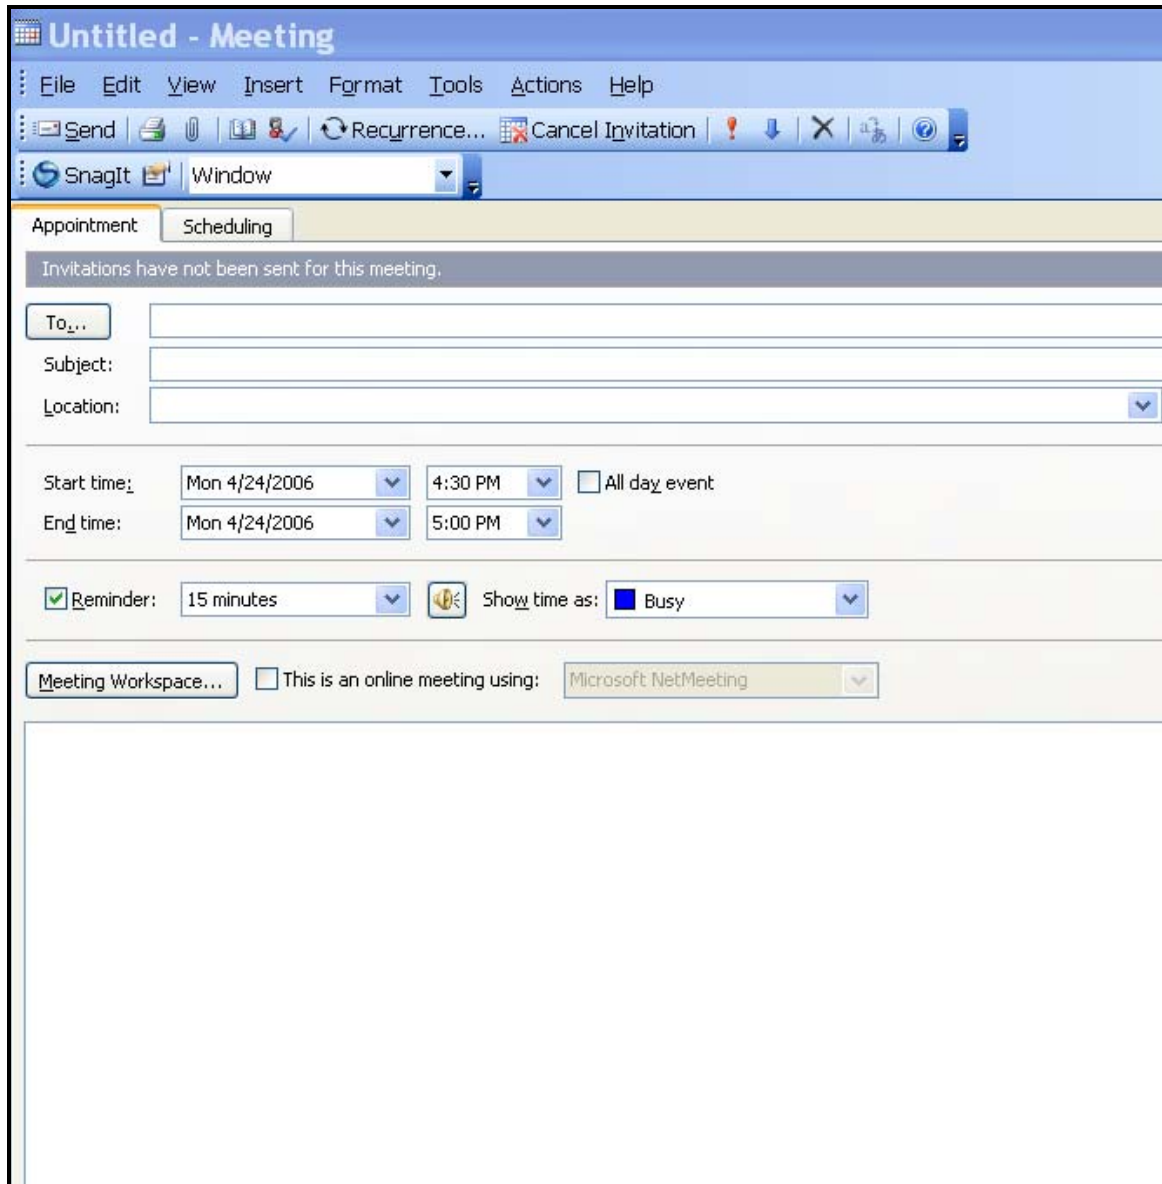 Untitled - Meeting
File Edit View Insert Format Tools Actions Help
Send Recurrence... Cancel Invitation
SnagIt Window
Appointment Scheduling
Invitations have not been sent for this meeting.
To...
Subject:
Location:
Start time: Mon 4/24/2006 4:30 PM All day event
End time: Mon 4/24/2006 5:00 PM
Reminder: 15 minutes Show time as: Busy
Meeting Workspace... This is an online meeting using: Microsoft NetMeeting